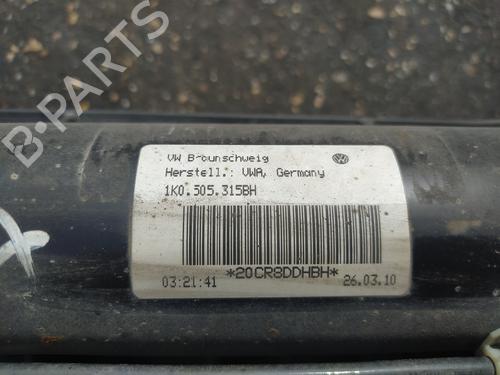 B-PARTS
VW Braunschweig
Herstell.: VWA, Germany
1K0.505.315BH
*20CR8DDHBH*
03:21:41
26.03.10